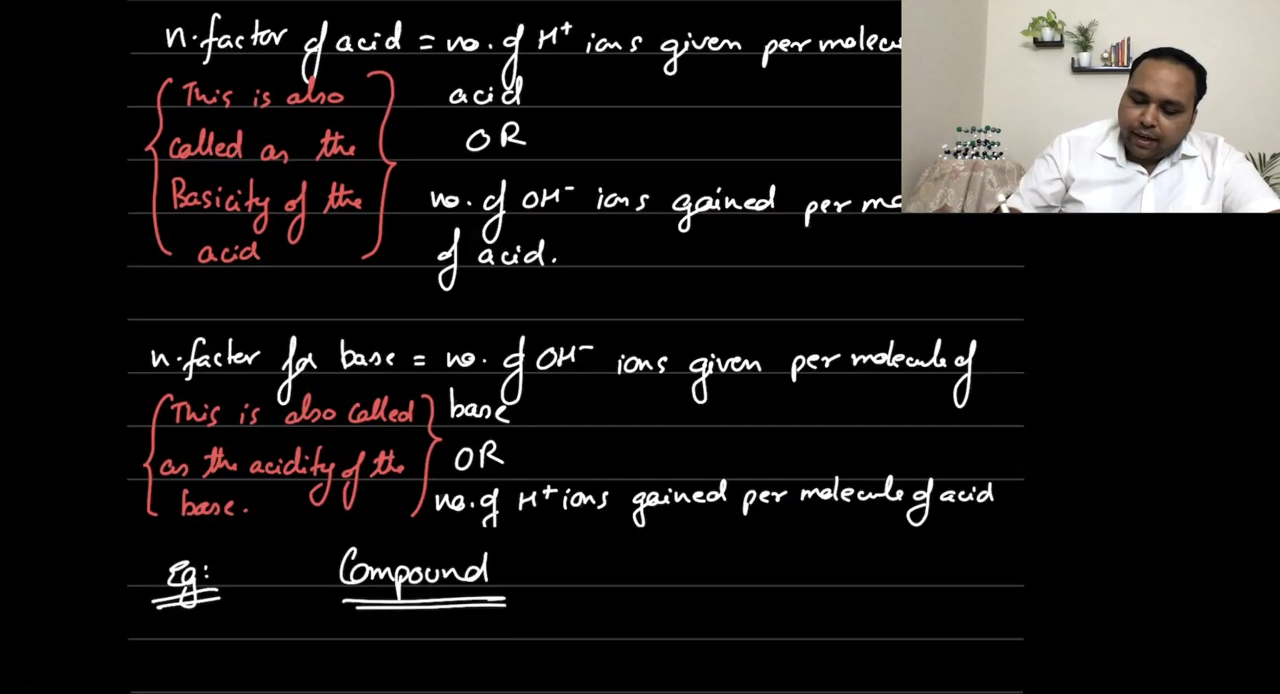 n.factor of acid = no. of H⁺ ions given per
{This is also called as the Basicity of the acid}
acid
OR
no. of OH⁻ ions gained per
of acid.
n.factor for base = no. of OH⁻ ions given per molecule of
{This is also called as the acidity of the base.}
base
OR
no. of H⁺ ions gained per molecule of acid
Eg:
Compound